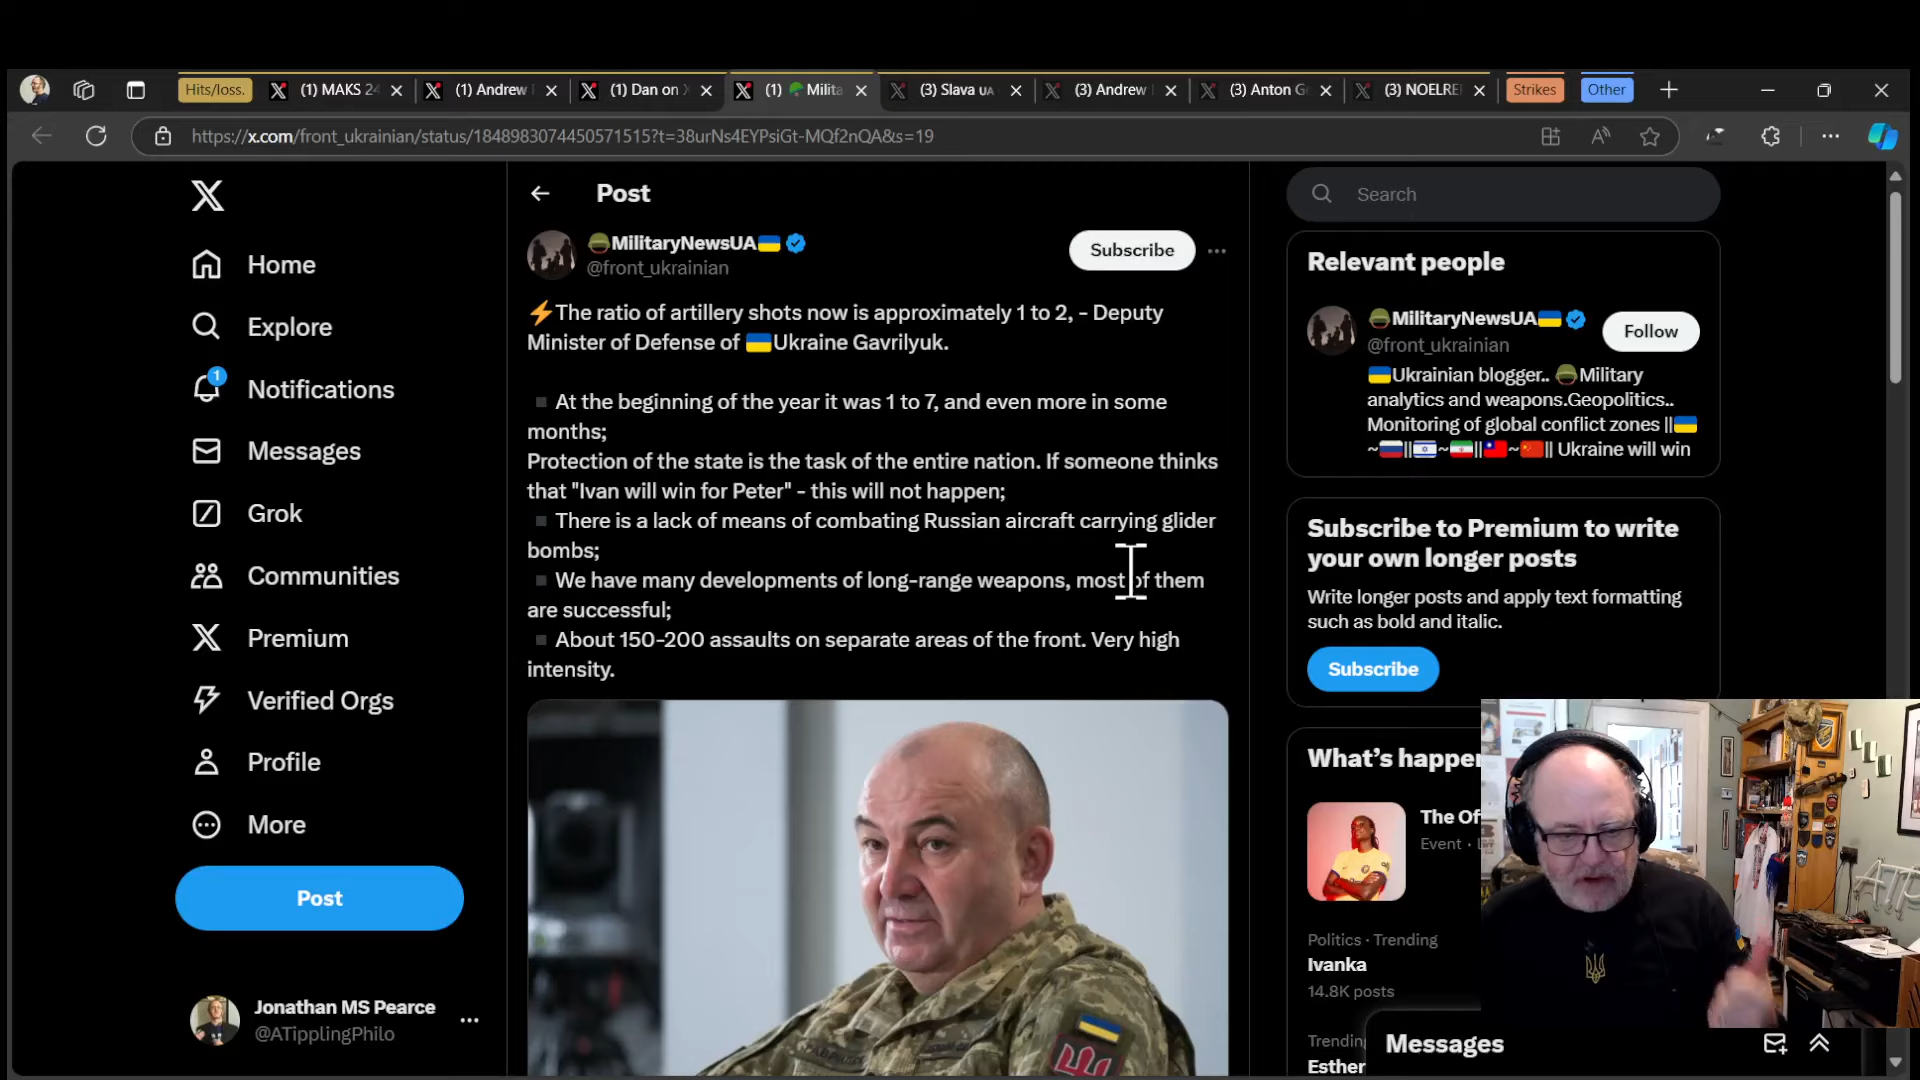 Hits/loss.
(1) MAKS 24
(1) Andrew
(1) Dan on X
(1) Milita
(3) Slava UA
(3) Andrew
(3) Anton G
(3) NOELRE
Strikes
Other
https://x.com/front_ukrainian/status/1848983074450571515?t=38urNs4EYPsiGt-MQf2nQA&s=19
Home
Explore
1
Notifications
Messages
Grok
Communities
Premium
Verified Orgs
Profile
More
Post
Jonathan MS Pearce
@ATipplingPhilo
Post
MilitaryNewsUA
@front_ukrainian
Subscribe
The ratio of artillery shots now is approximately 1 to 2, - Deputy
Minister of Defense of Ukraine Gavrilyuk.
At the beginning of the year it was 1 to 7, and even more in some
months;
Protection of the state is the task of the entire nation. If someone thinks
that "Ivan will win for Peter" - this will not happen;
There is a lack of means of combating Russian aircraft carrying glider
bombs;
We have many developments of long-range weapons, most of them
are successful;
About 150-200 assaults on separate areas of the front. Very high
intensity.
Search
Relevant people
MilitaryNewsUA
@front_ukrainian
Follow
Ukrainian blogger.. Military
analytics and weapons.Geopolitics..
Monitoring of global conflict zones ||
~||~||~|| Ukraine will win
Subscribe to Premium to write
your own longer posts
Write longer posts and apply text formatting
such as bold and italic.
Subscribe
What's happe
The Of
Event ·
Politics · Trending
Ivanka
14.8K posts
Trending
Esther
Messages